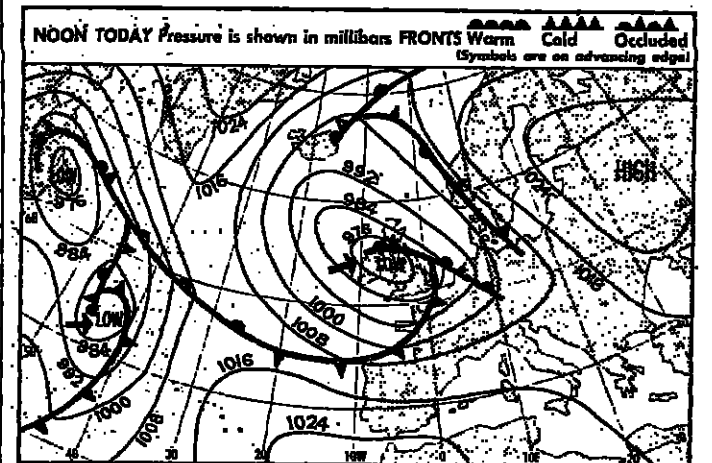 NOON TODAY Pressure is shown in millibars FRONTS Warm Cold Occluded
(Symbols are on advancing edge)
1024
1016
992
984
976
LOW
976
984
HIGH
1024
1016
LOW
LOW
984
992
1000
1008
1000
1008
1016
1024
40
30
20
10W
0
10E